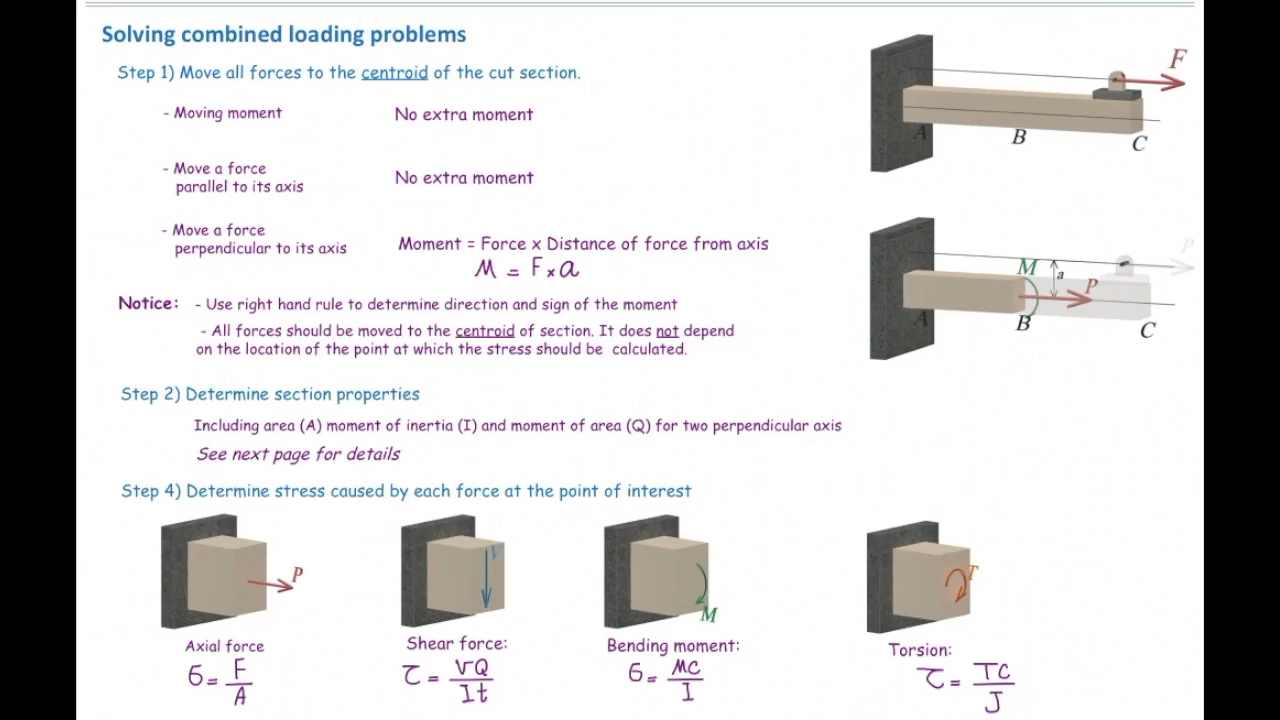 Solving combined loading problems
Step 1) Move all forces to the centroid of the cut section.
- Moving moment
No extra moment
- Move a force
parallel to its axis
No extra moment
- Move a force
perpendicular to its axis
Moment = Force x Distance of force from axis
M = F x a
Notice: - Use right hand rule to determine direction and sign of the moment
- All forces should be moved to the centroid of section. It does not depend
on the location of the point at which the stress should be calculated.
F
A
B
C
P
M
a
P
A
B
C
Step 2) Determine section properties
Including area (A) moment of inertia (I) and moment of area (Q) for two perpendicular axis
See next page for details
Step 4) Determine stress caused by each force at the point of interest
P
V
M
T
Axial force
σ = F/A
Shear force:
τ = VQ/It
Bending moment:
σ = MC/I
Torsion:
τ = TC/J